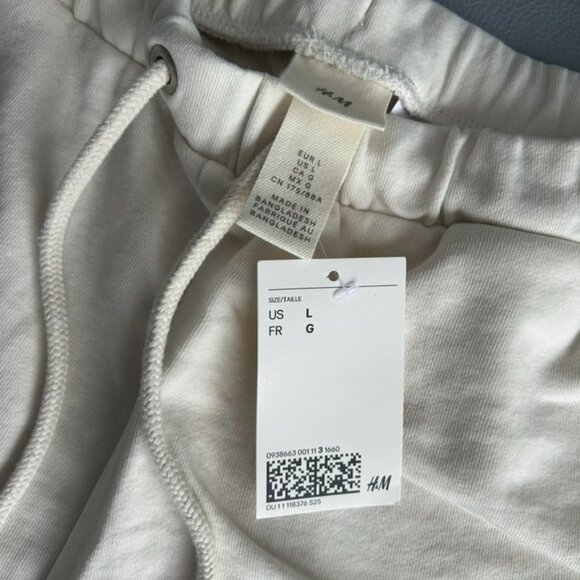 H&M
EUR L
US L
CA G
MX G
CN 175/88A
MADE IN
BANGLADESH
FABRIQUÉ AU
BANGLADESH
SIZE/TAILLE
US L
FR G
0938663 001 11 3 1660
OU 1 1 118376 S25
H&M